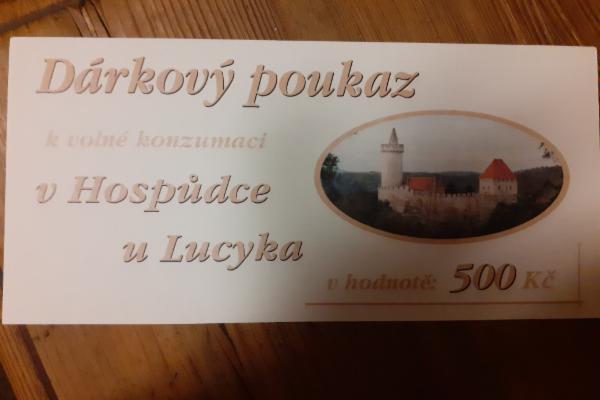 Dárkový poukaz
k volné konzumaci
v Hospůdce
u Lucyka
v hodnotě: 500 Kč